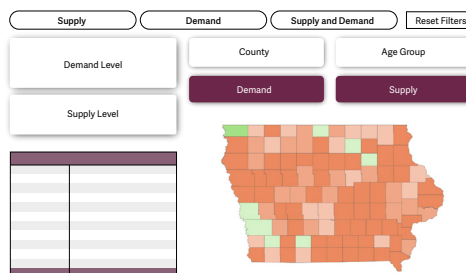 Supply Demand Supply and Demand Reset Filters
County Age Group
Demand Level
Demand Supply
Supply Level